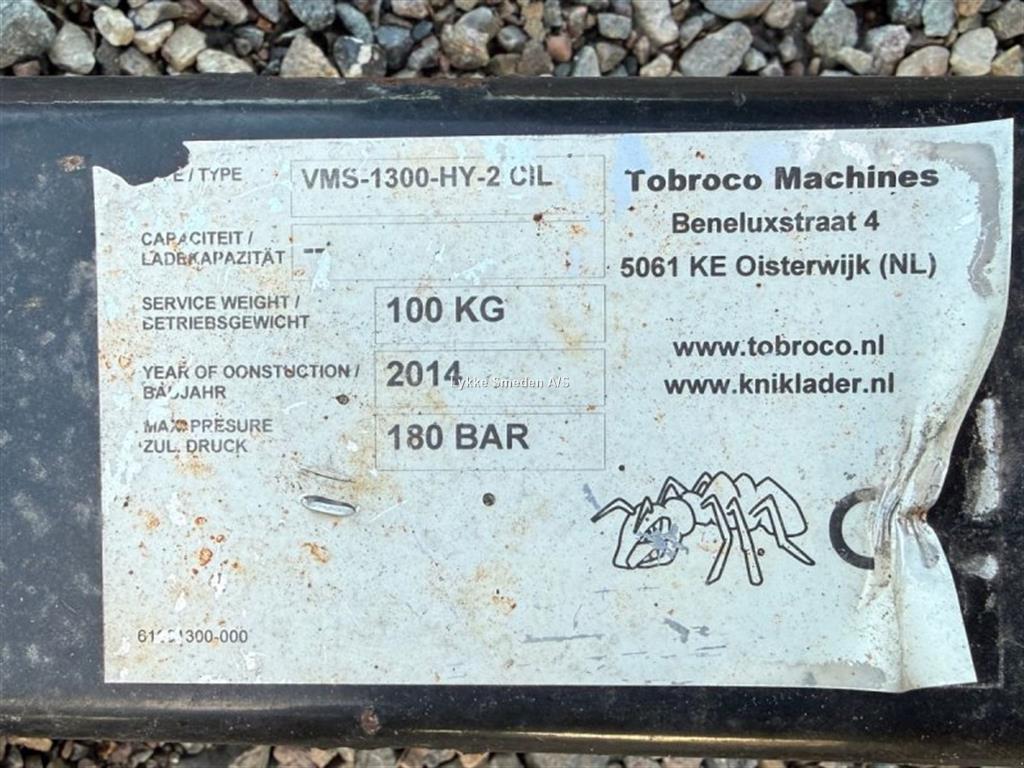 E / TYPE VMS-1300-HY-2 CIL
CAPACITEIT /
LADEKAPAZITÄT --
SERVICE WEIGHT /
BETRIEBSGEWICHT 100 KG
YEAR OF OONSTUCTION /
BAUJAHR 2014
MAX PRESURE
ZUL. DRUCK 180 BAR
Tobroco Machines
Beneluxstraat 4
5061 KE Oisterwijk (NL)
www.tobroco.nl
www.kniklader.nl
Lykke Smeden A/S